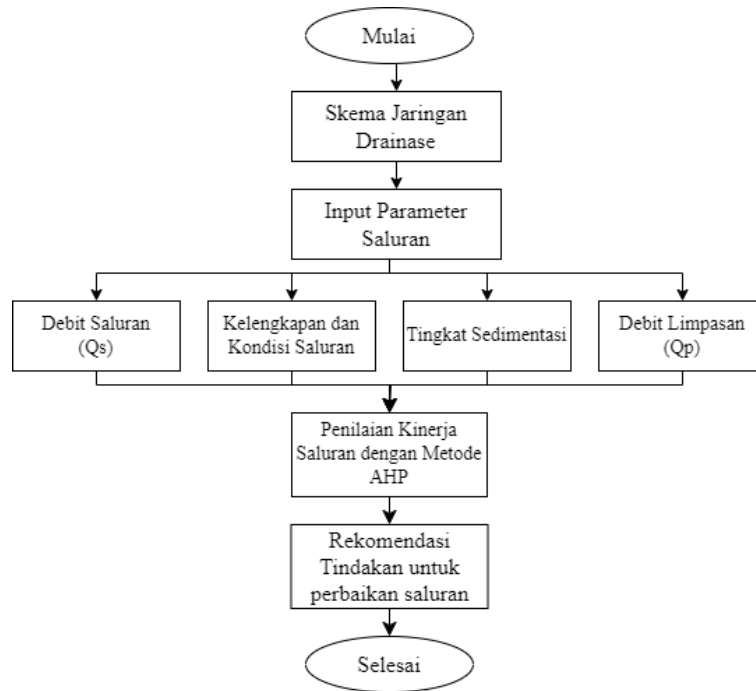 Mulai
Skema Jaringan
Drainase
Input Parameter
Saluran
Debit Saluran
(Qs)
Kelengkapan dan
Kondisi Saluran
Tingkat Sedimentasi
Debit Limpasan
(Qp)
Penilaian Kinerja
Saluran dengan Metode
AHP
Rekomendasi
Tindakan untuk
perbaikan saluran
Selesai